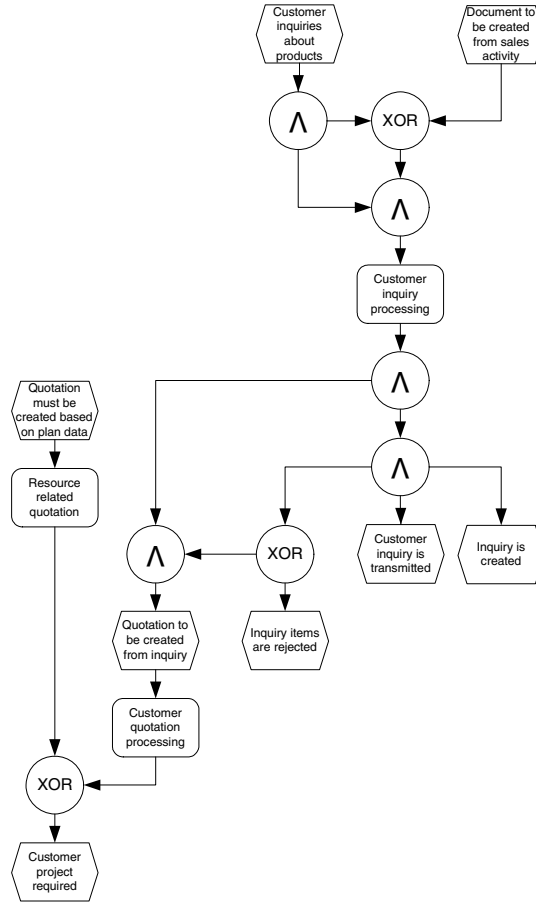 Customer
inquiries
about
products
Document to
be created
from sales
activity
Λ
XOR
Λ
Customer
inquiry
processing
Λ
Quotation
must be
created based
on plan data
Λ
Resource
related
quotation
Λ
XOR
Customer
inquiry is
transmitted
Inquiry is
created
Quotation to
be created
from inquiry
Inquiry items
are rejected
Customer
quotation
processing
XOR
Customer
project
required